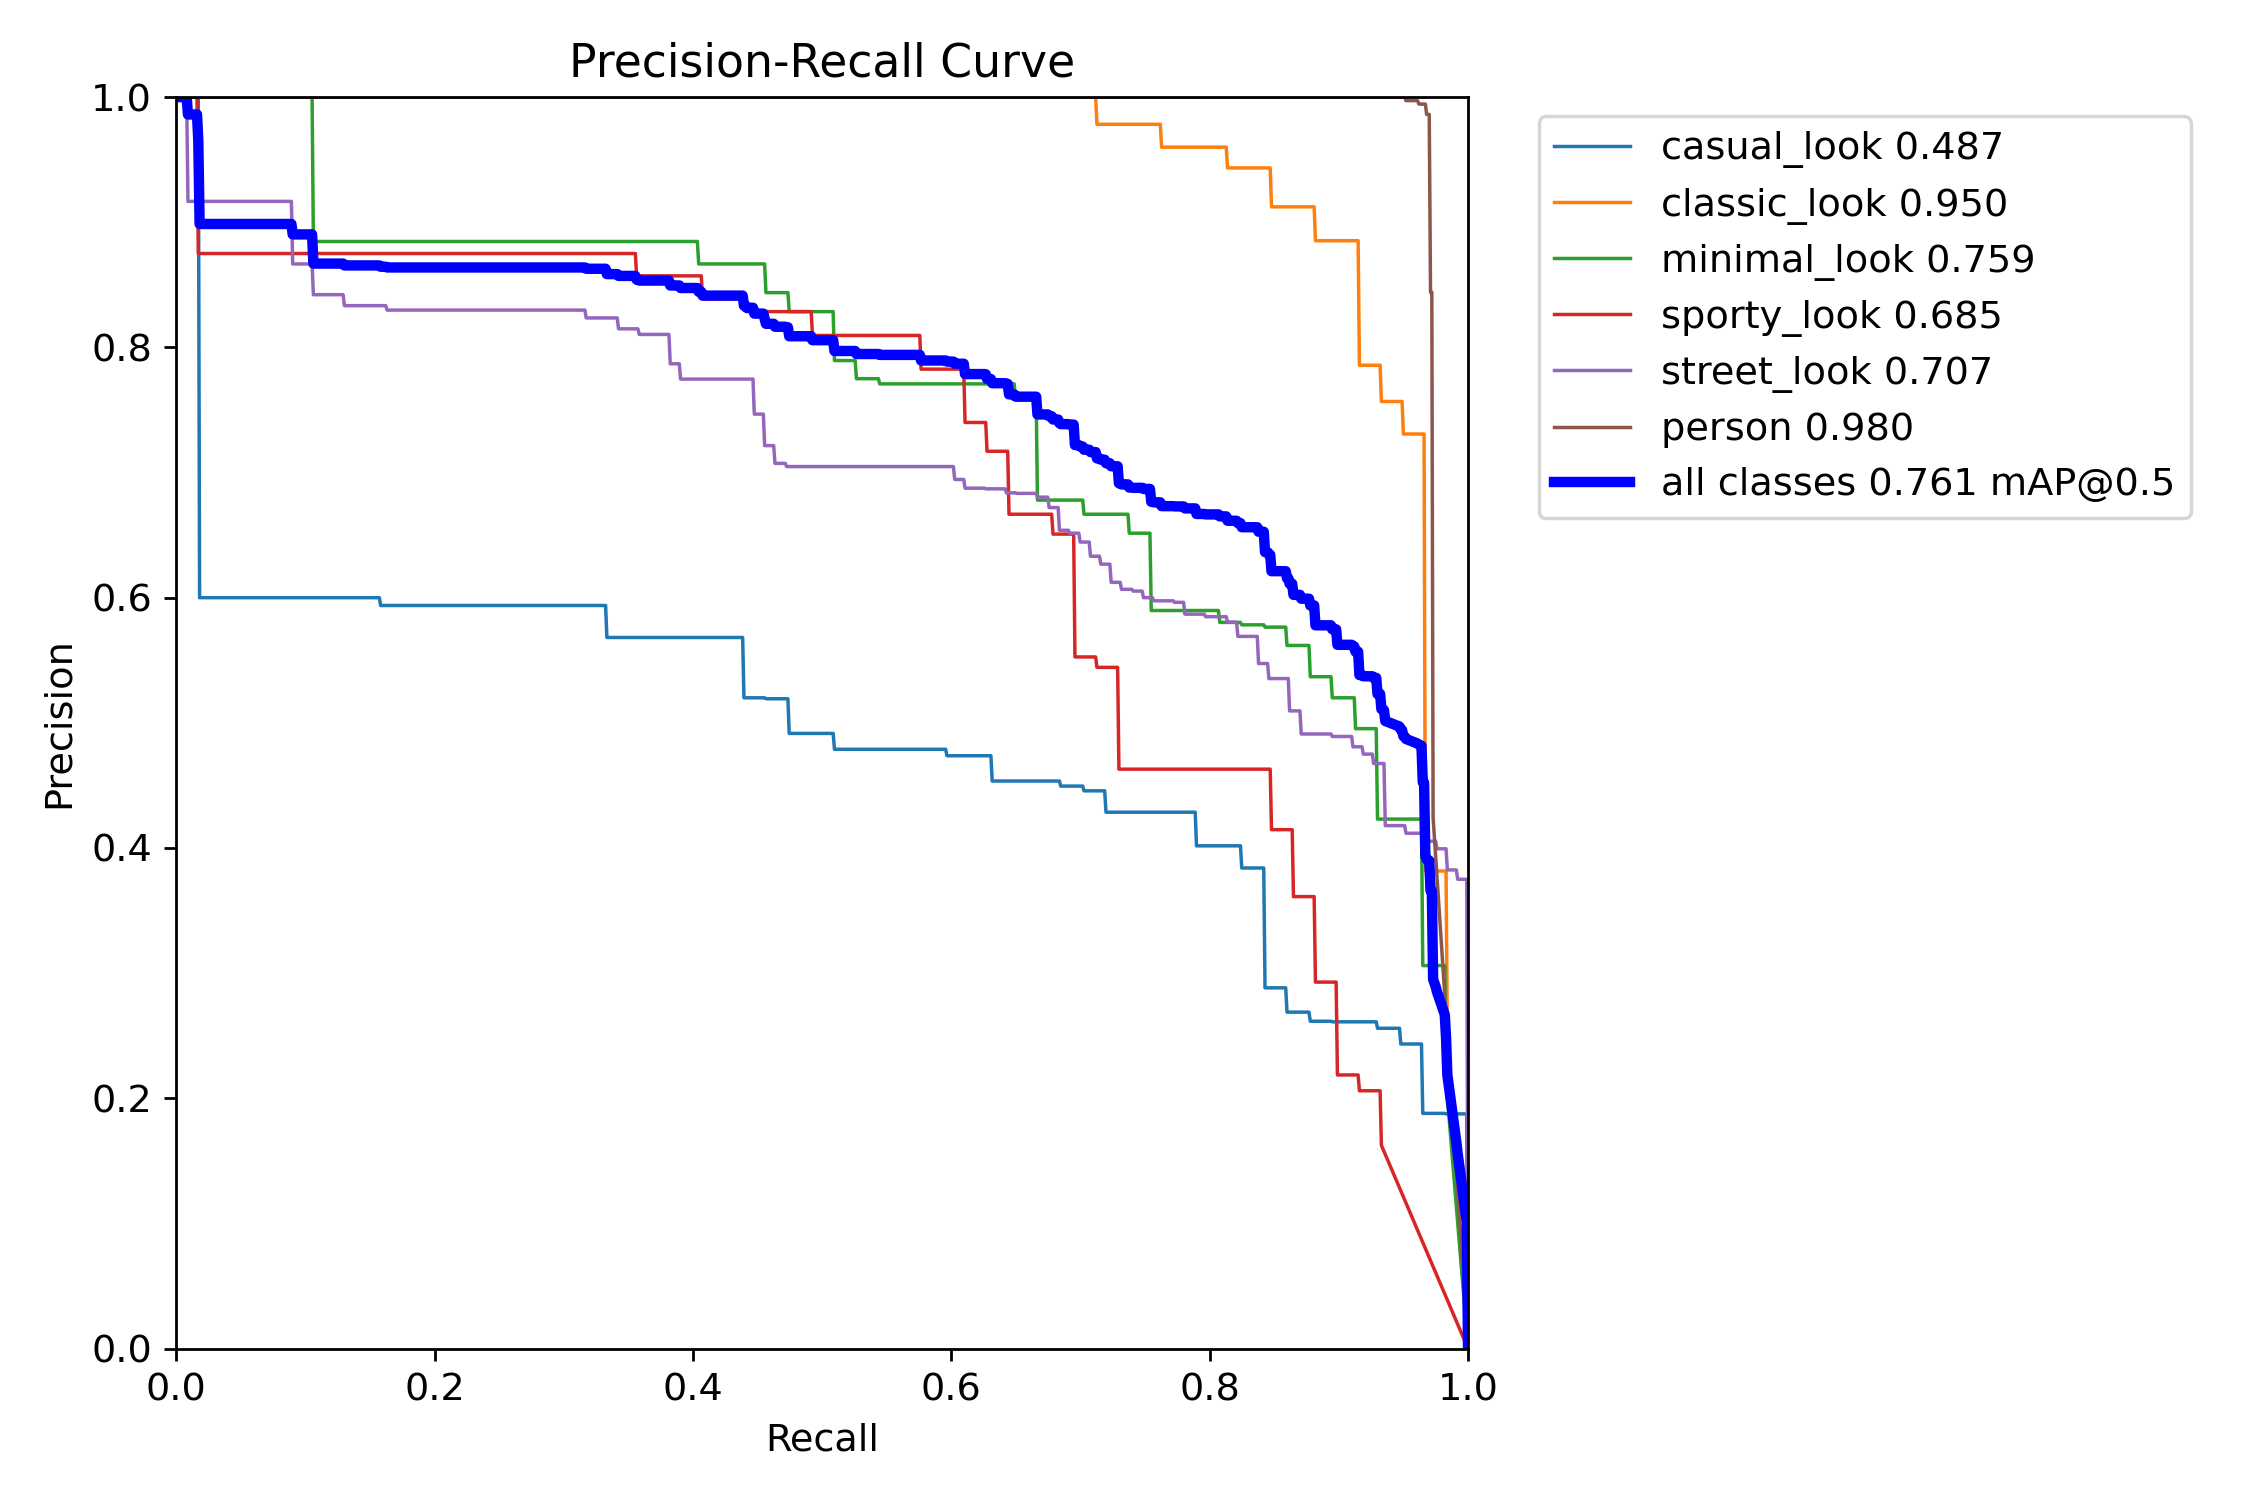 Precision-Recall Curve
1.0
0.8
0.6
0.4
0.2
0.0
Precision
0.0 0.2 0.4 0.6 0.8 1.0
Recall
casual_look 0.487
classic_look 0.950
minimal_look 0.759
sporty_look 0.685
street_look 0.707
person 0.980
all classes 0.761 mAP@0.5